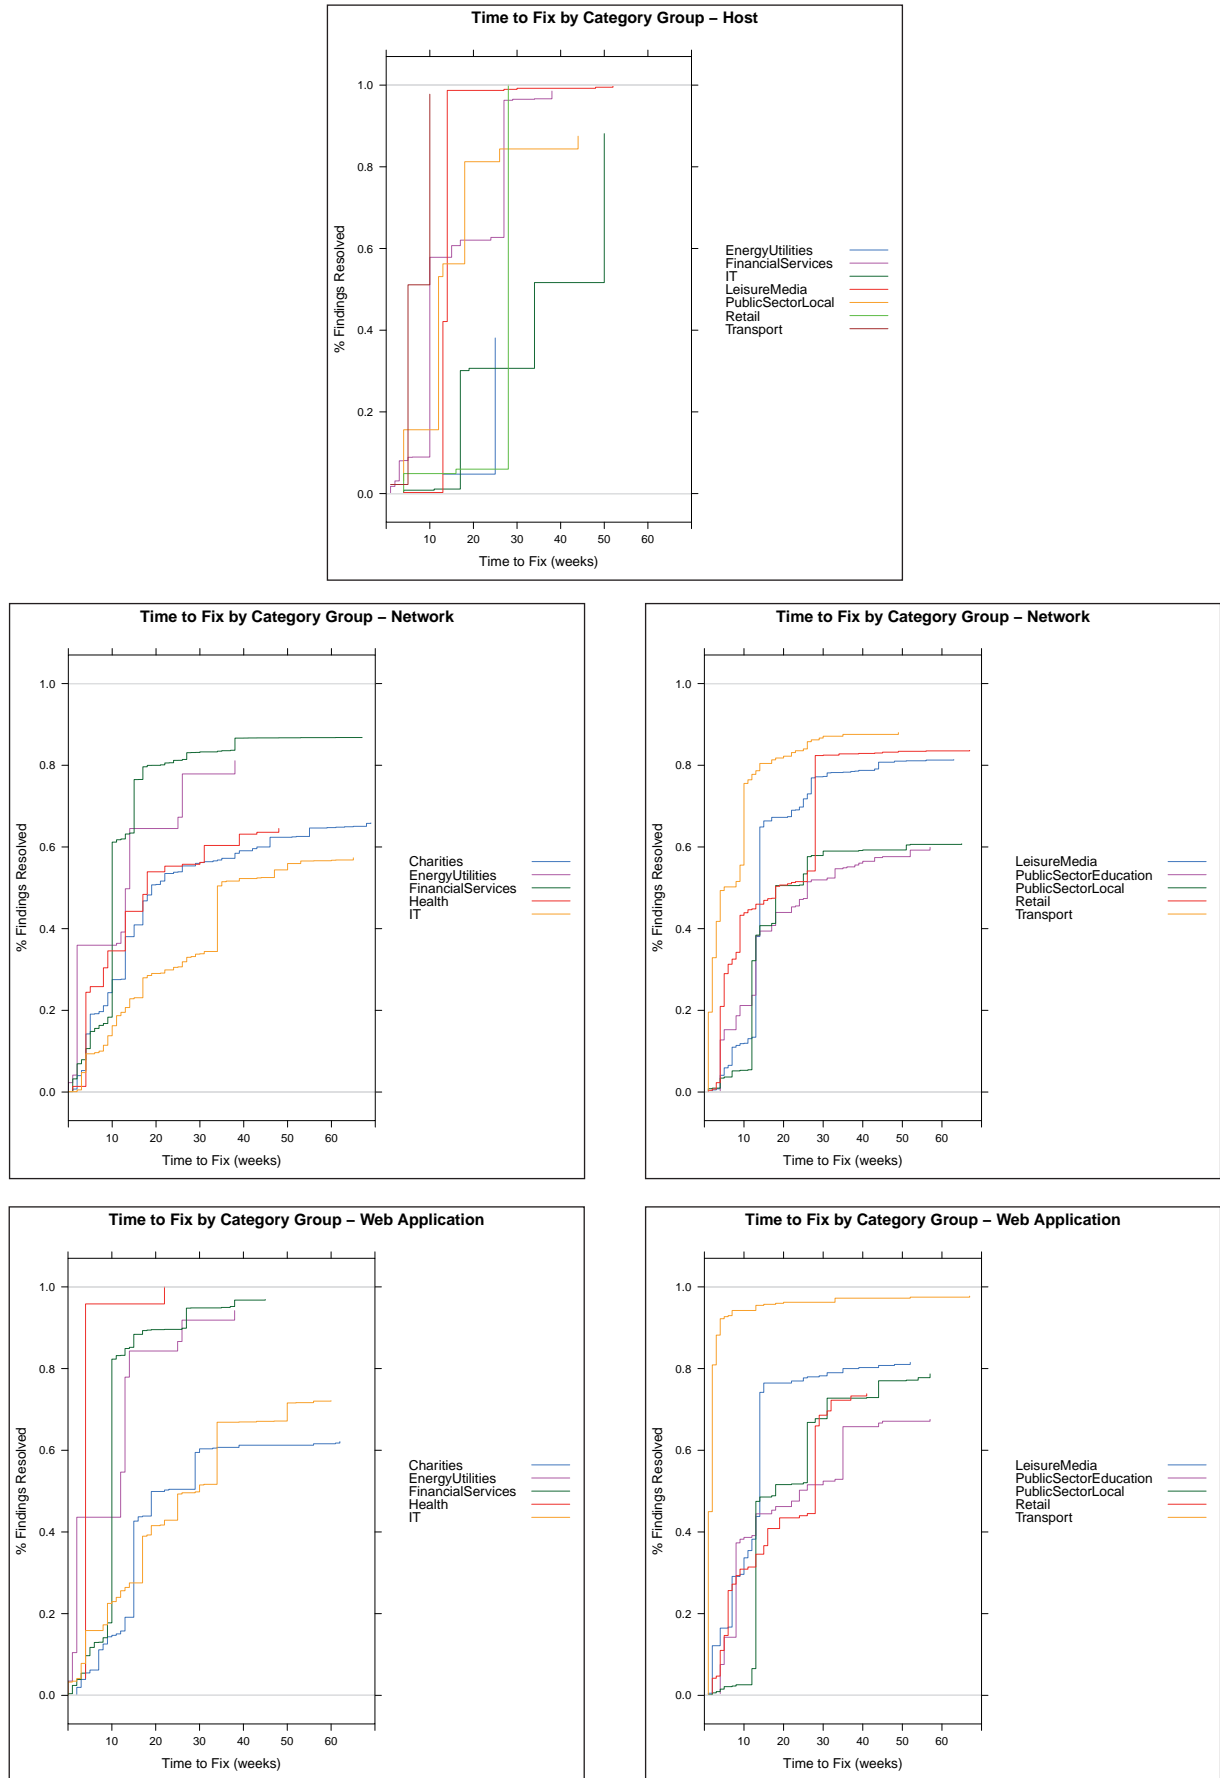 Time to Fix by Category Group – Host
1.0
0.8
0.6
0.4
0.2
0.0
% Findings Resolved
10 20 30 40 50 60
Time to Fix (weeks)
EnergyUtilities
FinancialServices
IT
LeisureMedia
PublicSectorLocal
Retail
Transport
Time to Fix by Category Group – Network
1.0
0.8
0.6
0.4
0.2
0.0
% Findings Resolved
10 20 30 40 50 60
Time to Fix (weeks)
Charities
EnergyUtilities
FinancialServices
Health
IT
Time to Fix by Category Group – Network
1.0
0.8
0.6
0.4
0.2
0.0
% Findings Resolved
10 20 30 40 50 60
Time to Fix (weeks)
LeisureMedia
PublicSectorEducation
PublicSectorLocal
Retail
Transport
Time to Fix by Category Group – Web Application
1.0
0.8
0.6
0.4
0.2
0.0
% Findings Resolved
10 20 30 40 50 60
Time to Fix (weeks)
Charities
EnergyUtilities
FinancialServices
Health
IT
Time to Fix by Category Group – Web Application
1.0
0.8
0.6
0.4
0.2
0.0
% Findings Resolved
10 20 30 40 50 60
Time to Fix (weeks)
LeisureMedia
PublicSectorEducation
PublicSectorLocal
Retail
Transport